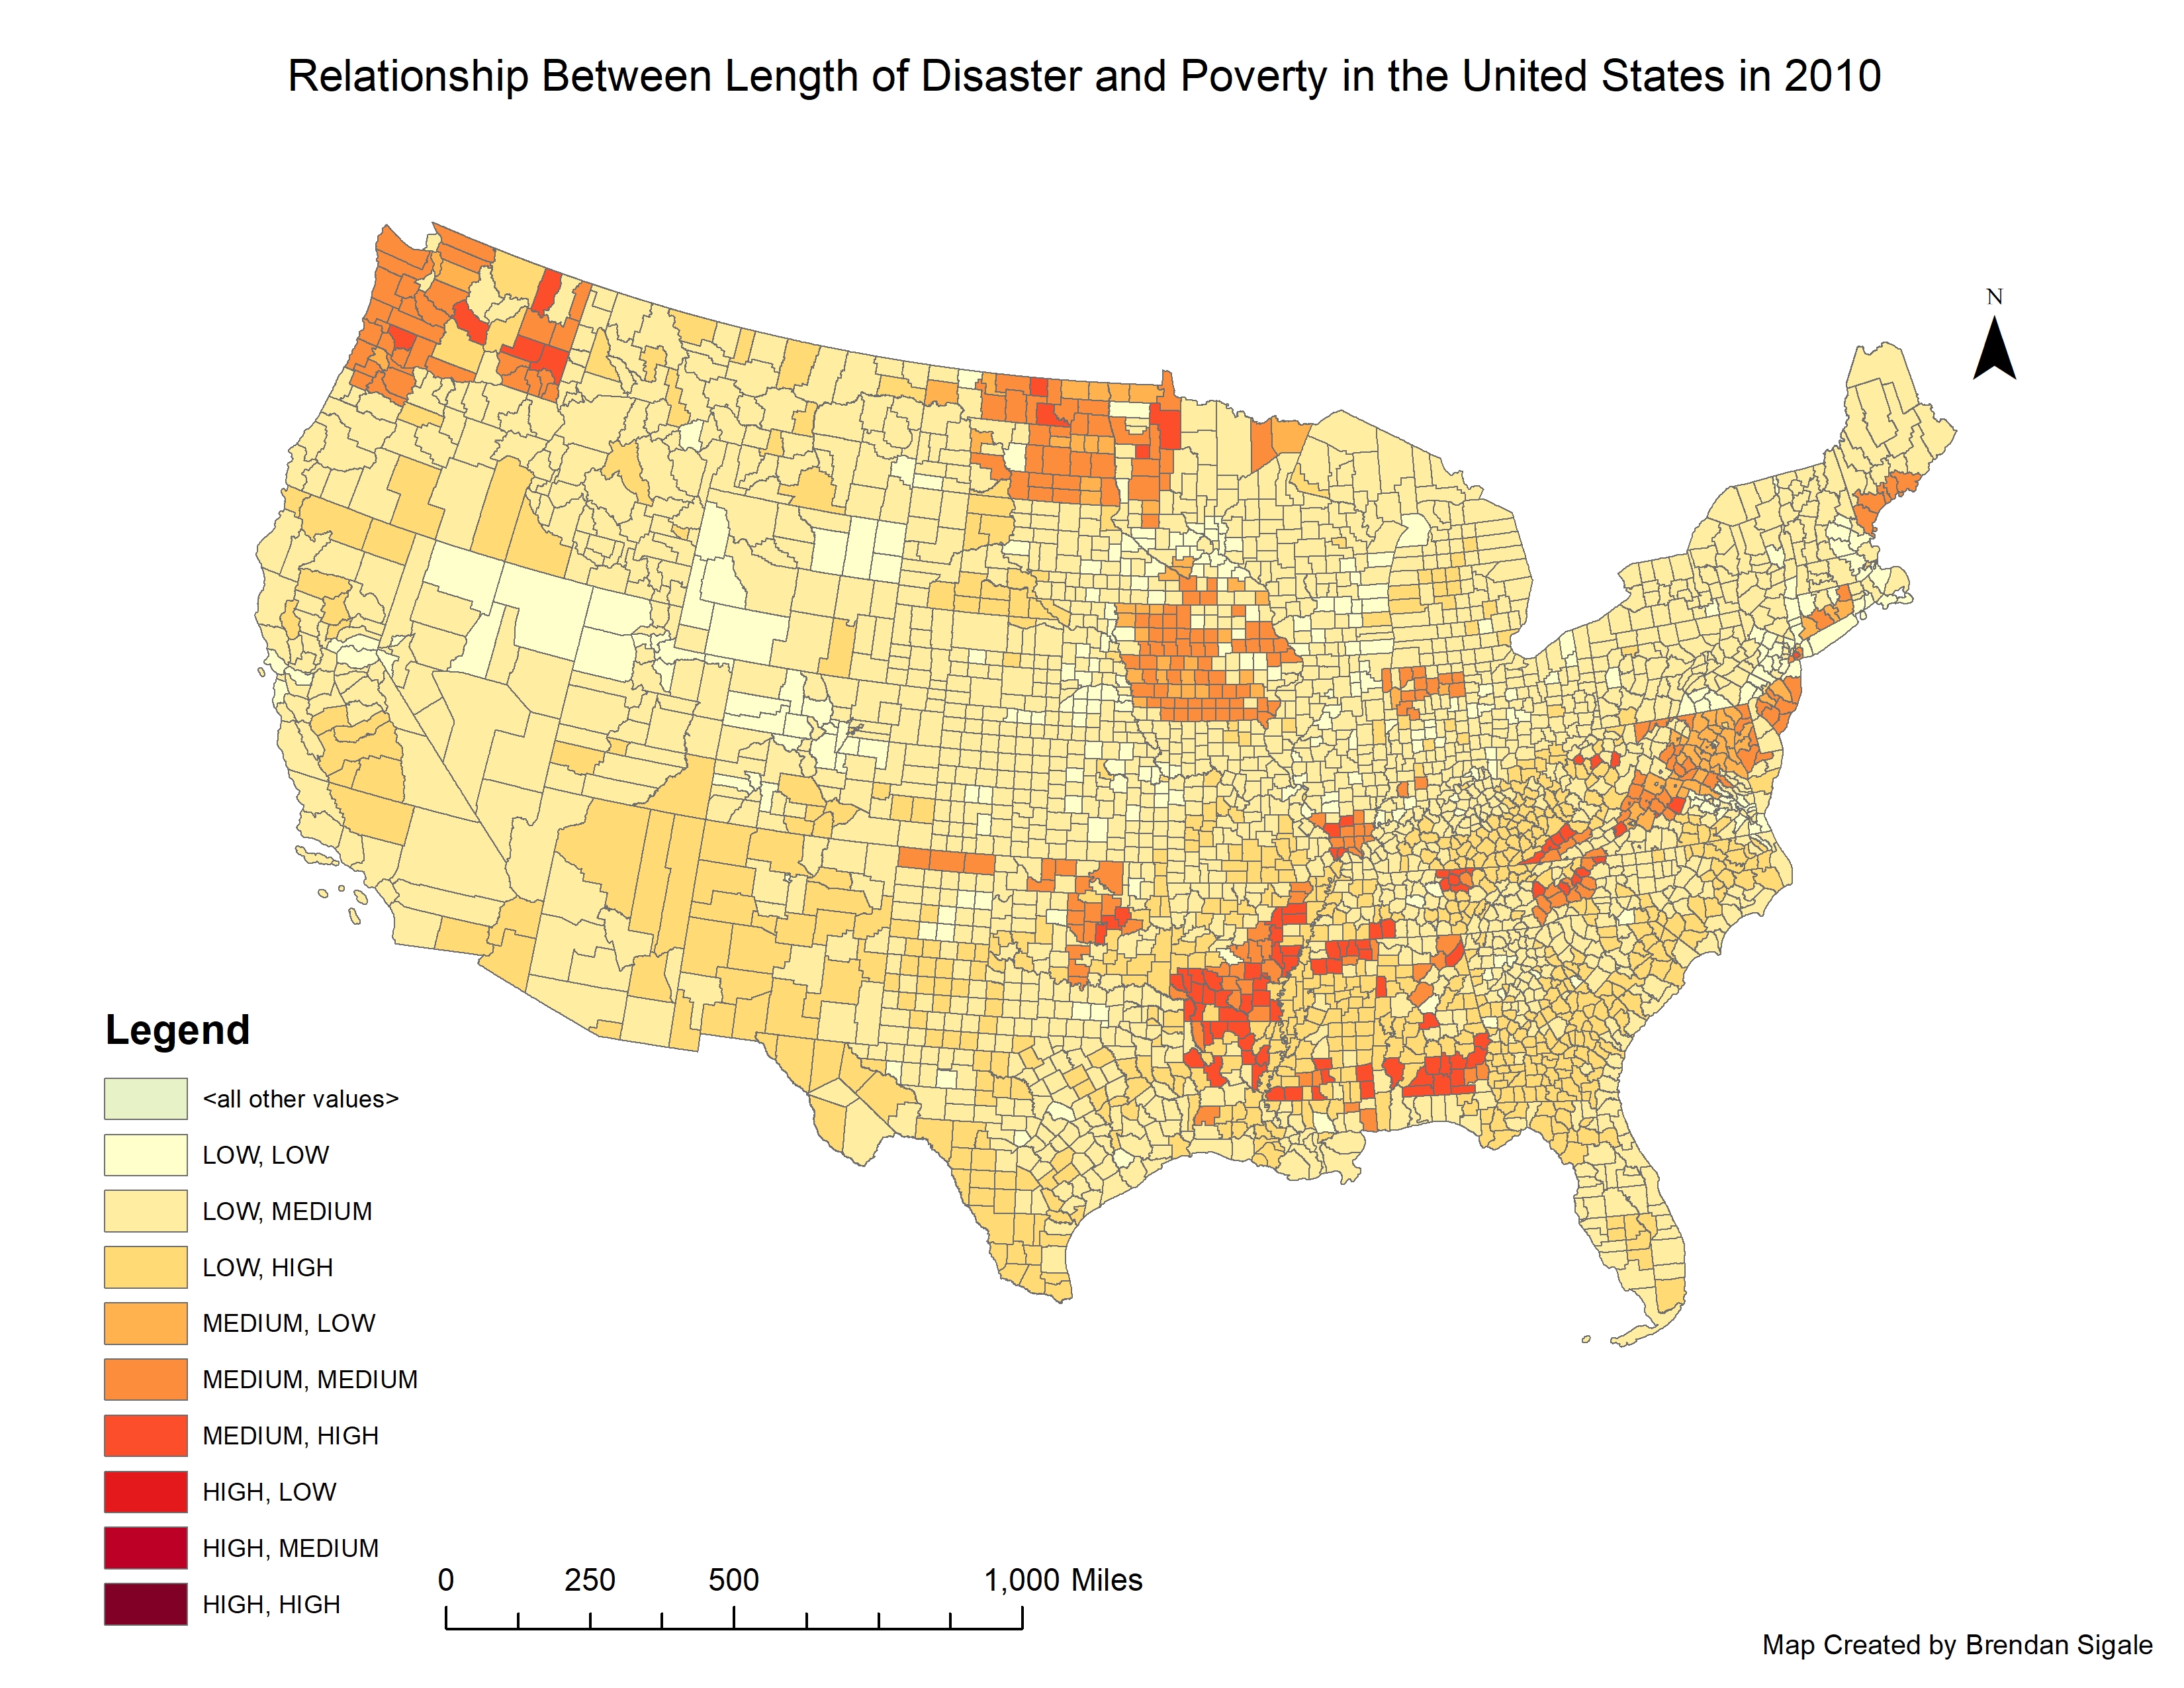 Relationship Between Length of Disaster and Poverty in the United States in 2010
N
Legend
<all other values>
LOW, LOW
LOW, MEDIUM
LOW, HIGH
MEDIUM, LOW
MEDIUM, MEDIUM
MEDIUM, HIGH
HIGH, LOW
HIGH, MEDIUM
HIGH, HIGH
0 250 500 1,000 Miles
Map Created by Brendan Sigale